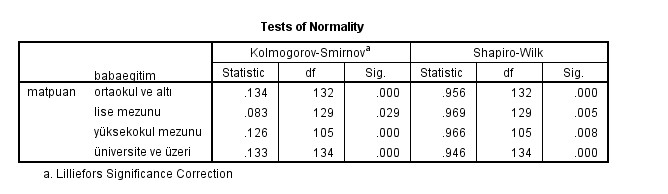 Tests of Normality
Kolmogorov-Smirnovᵃ Shapiro-Wilk
babaegitim Statistic df Sig. Statistic df Sig.
matpuan ortaokul ve altı .134 132 .000 .956 132 .000
lise mezunu .083 129 .029 .969 129 .005
yüksekokul mezunu .126 105 .000 .966 105 .008
üniversite ve üzeri .133 134 .000 .946 134 .000
a. Lilliefors Significance Correction